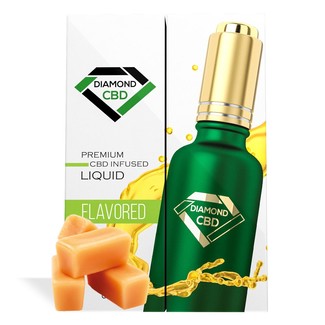 DIAMOND
CBD
PREMIUM
CBD INFUSED
LIQUID
FLAVORED
DIAMOND
CBD